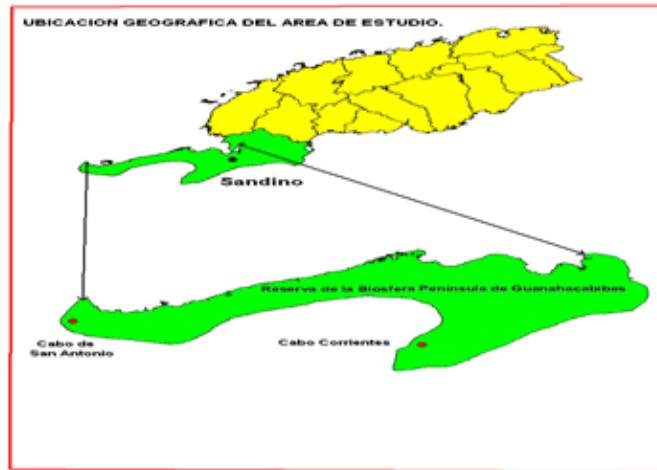 UBICACION GEOGRAFICA DEL AREA DE ESTUDIO.
Sandino
Reserva de la Biosfera Peninsula de Guanahacabibes
Cabo de
San Antonio
Cabo Corrientes